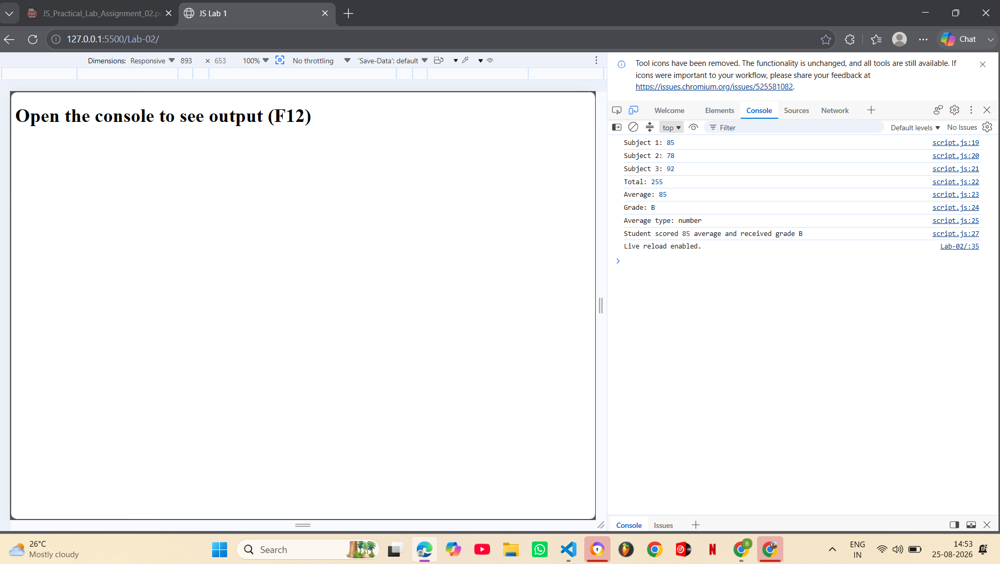 JS_Practical_Lab_Assignment_02.p
JS Lab 1
127.0.0.1:5500/Lab-02/
Chat
Dimensions: Responsive 893 × 653 100% No throttling 'Save-Data': default
Open the console to see output (F12)
Tool icons have been removed. The functionality is unchanged, and all tools are still available. If
icons were important to your workflow, please share your feedback at
https://issues.chromium.org/issues/525581082.
Welcome Elements Console Sources Network
top Filter Default levels No Issues
Subject 1: 85 script.js:19
Subject 2: 78 script.js:20
Subject 3: 92 script.js:21
Total: 255 script.js:22
Average: 85 script.js:23
Grade: B script.js:24
Average type: number script.js:25
Student scored 85 average and received grade B script.js:27
Live reload enabled. Lab-02/:35
Console Issues
26°C
Mostly cloudy
Search
B
ENG
IN
14:53
25-08-2026